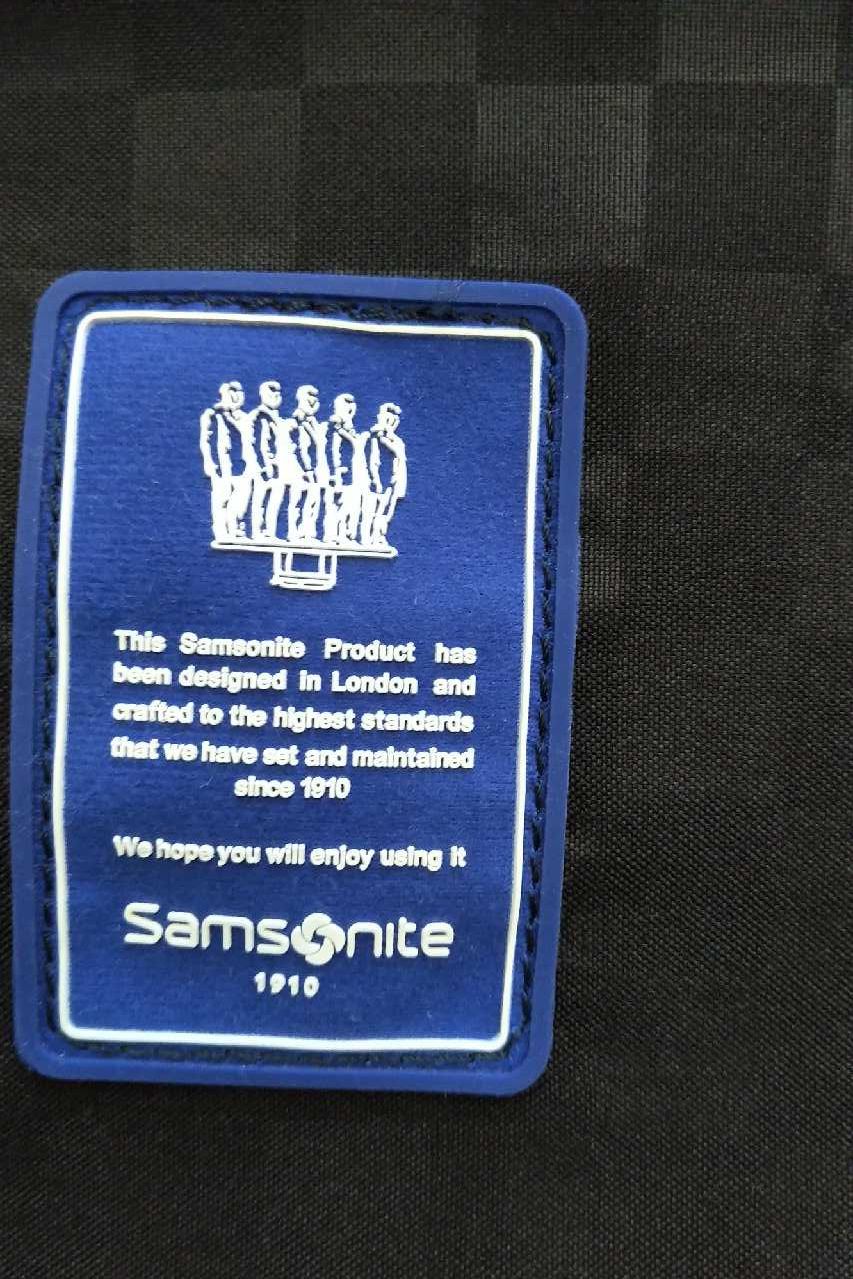 This Samsonite Product has
been designed in London and
crafted to the highest standards
that we have set and maintained
since 1910
We hope you will enjoy using it
Samsonite
1910